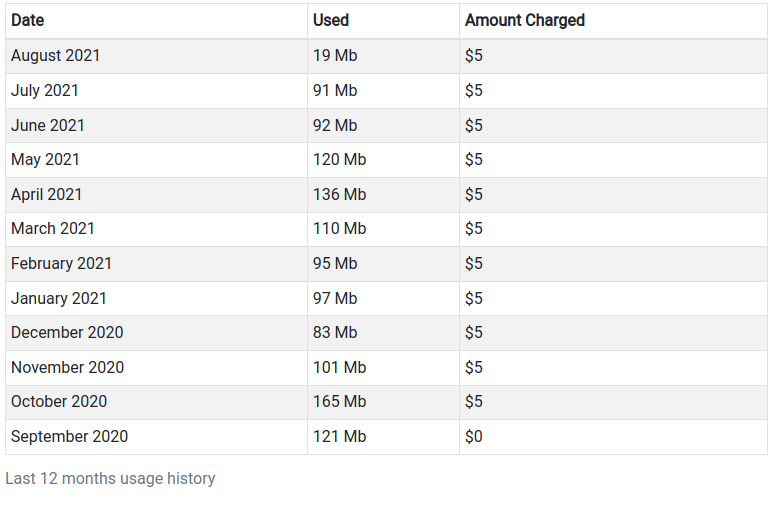 Date Used Amount Charged
August 2021 19 Mb $5
July 2021 91 Mb $5
June 2021 92 Mb $5
May 2021 120 Mb $5
April 2021 136 Mb $5
March 2021 110 Mb $5
February 2021 95 Mb $5
January 2021 97 Mb $5
December 2020 83 Mb $5
November 2020 101 Mb $5
October 2020 165 Mb $5
September 2020 121 Mb $0
Last 12 months usage history